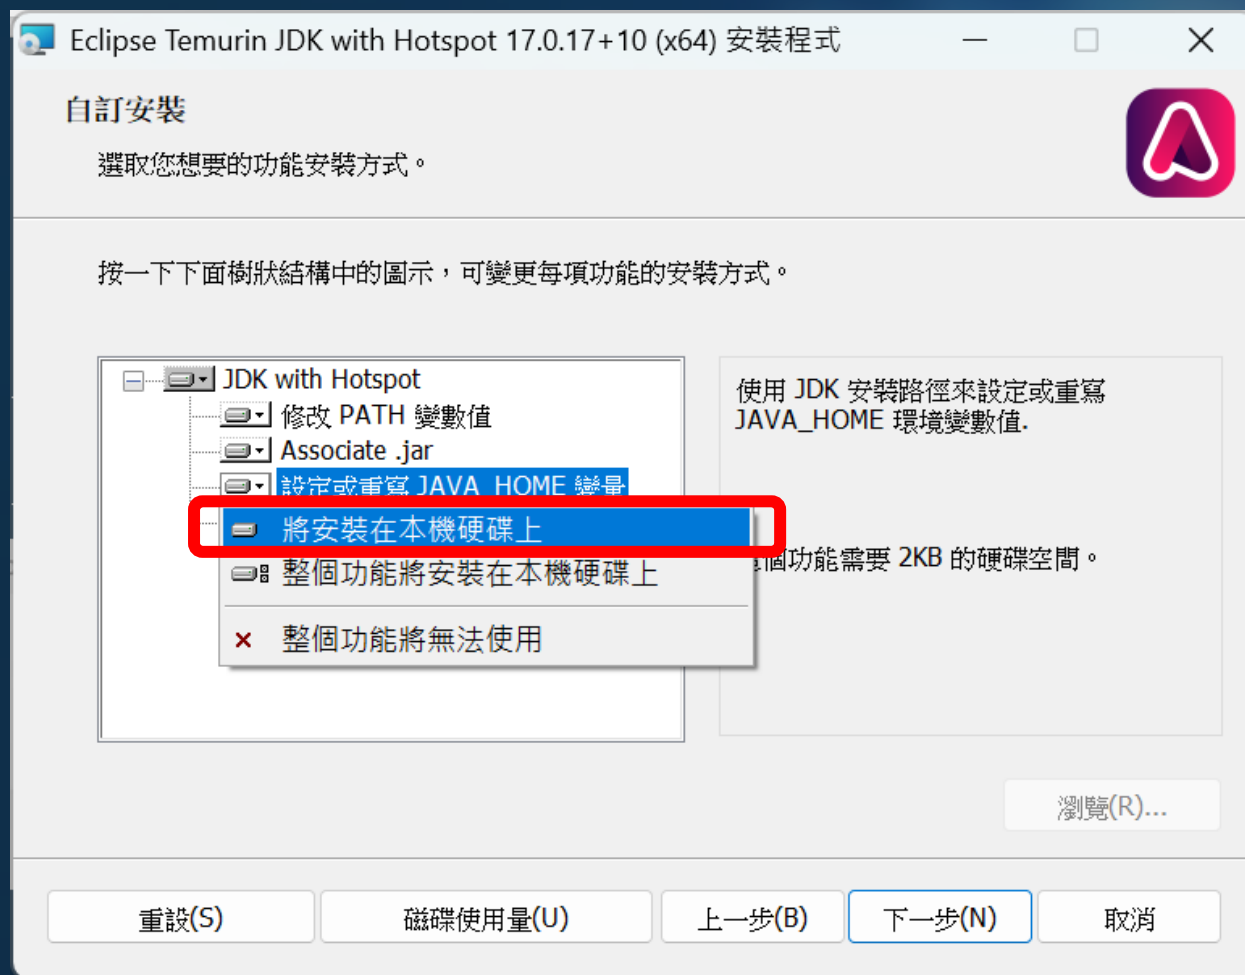 Eclipse Temurin JDK with Hotspot 17.0.17+10 (x64) 安裝程式
自訂安裝
選取您想要的功能安裝方式。
按一下下面樹狀結構中的圖示，可變更每項功能的安裝方式。
JDK with Hotspot
修改 PATH 變數值
Associate .jar
設定或重寫 JAVA_HOME 變量
將安裝在本機硬碟上
整個功能將安裝在本機硬碟上
整個功能將無法使用
使用 JDK 安裝路徑來設定或重寫
JAVA_HOME 環境變數值.
個功能需要 2KB 的硬碟空間。
瀏覽(R)...
重設(S)
磁碟使用量(U)
上一步(B)
下一步(N)
取消